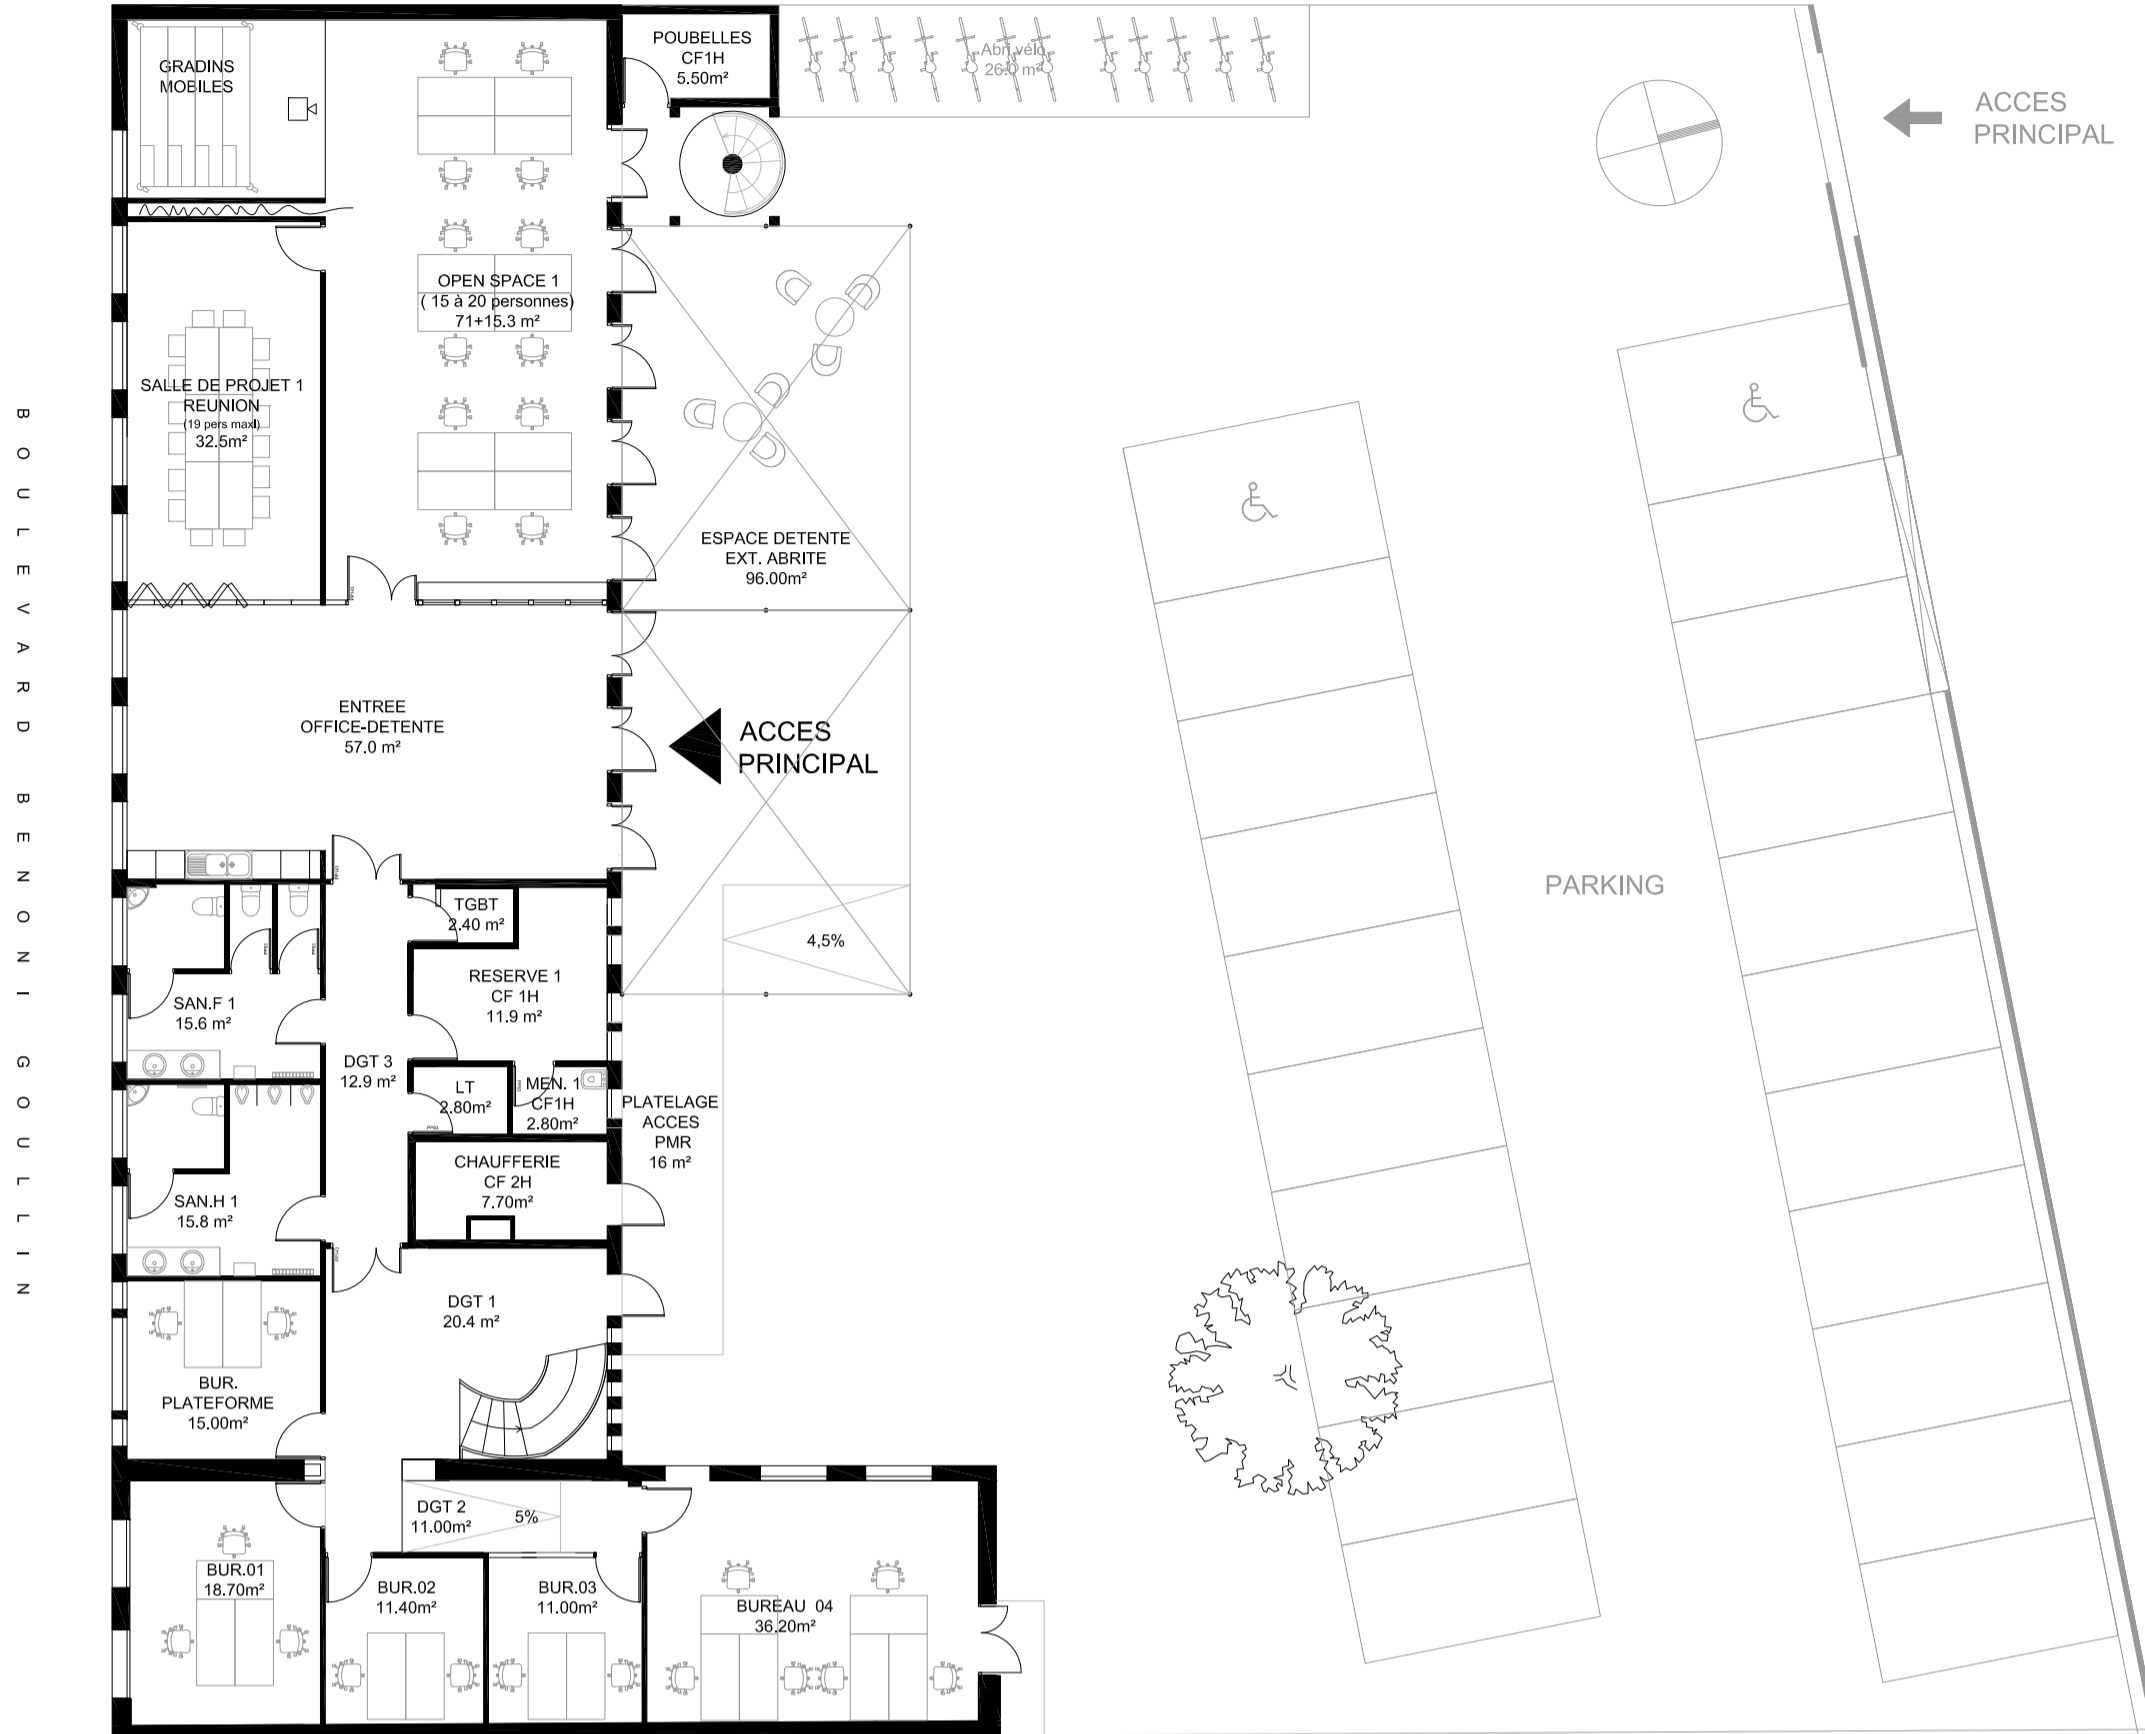 GRADINS
MOBILES
POUBELLES
CF1H
5.50m²
Abri vélo
26.0 m²
ACCES
PRINCIPAL
OPEN SPACE 1
( 15 à 20 personnes)
71+15.3 m²
SALLE DE PROJET 1
REUNION
(19 pers maxi)
32.5m²
ESPACE DETENTE
EXT. ABRITE
96.00m²
BOULEVARD BENONI GOULLIN
ENTREE
OFFICE-DETENTE
57.0 m²
ACCES
PRINCIPAL
PARKING
TGBT
2.40 m²
4,5%
RESERVE 1
CF 1H
11.9 m²
SAN.F 1
15.6 m²
DGT 3
12.9 m²
LT
2.80m²
MEN. 1
CF1H
2.80m²
PLATELAGE
ACCES
PMR
16 m²
CHAUFFERIE
CF 2H
7.70m²
SAN.H 1
15.8 m²
DGT 1
20.4 m²
BUR.
PLATEFORME
15.00m²
DGT 2
11.00m²
5%
BUR.01
18.70m²
BUR.02
11.40m²
BUR.03
11.00m²
BUREAU 04
36.20m²